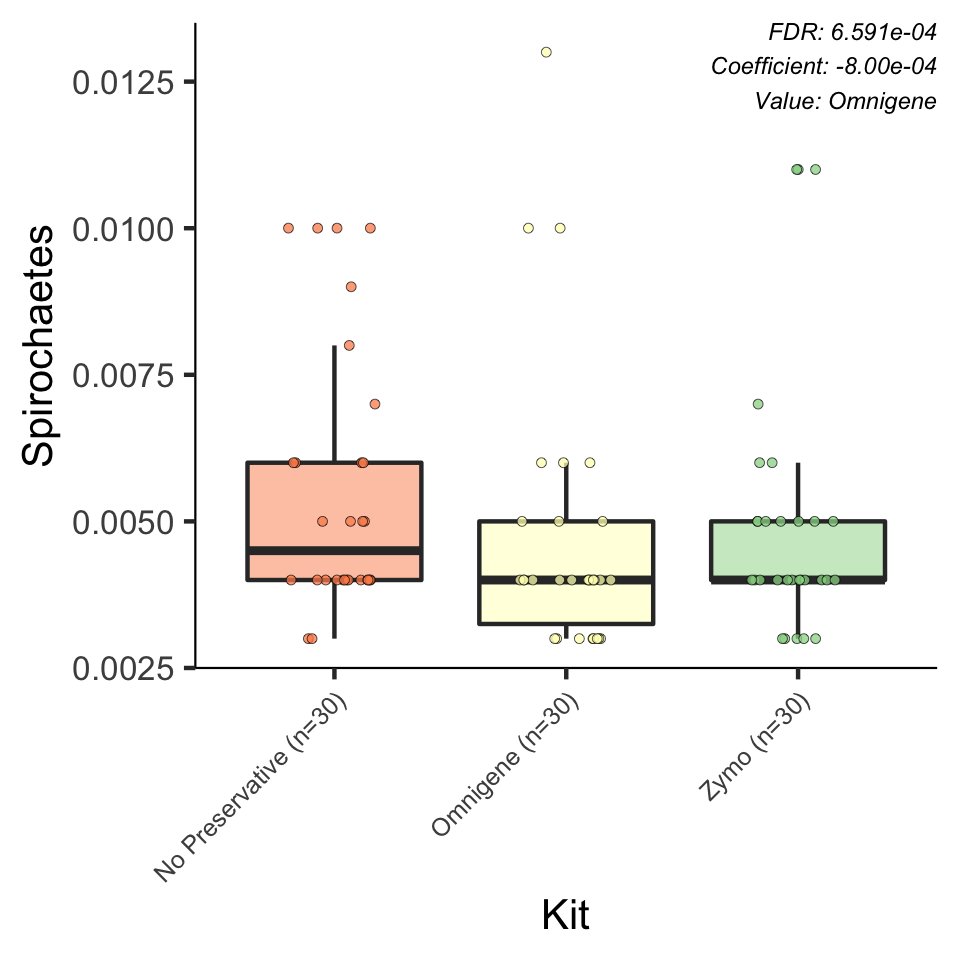 FDR: 6.591e-04
Coefficient: -8.00e-04
Value: Omnigene
Spirochaetes
0.0125
0.0100
0.0075
0.0050
0.0025
No Preservative (n=30)
Omnigene (n=30)
Zymo (n=30)
Kit